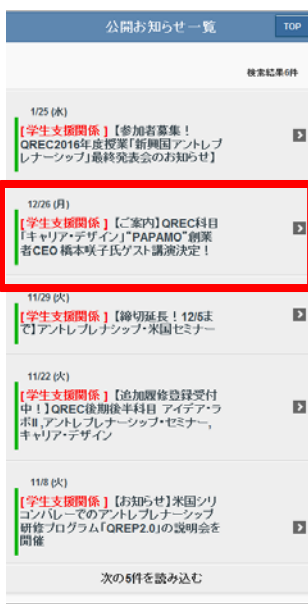 公開お知らせ一覧
TOP
検索結果6件
1/25 (水)
[学生支援関係]【参加者募集！
QREC2016年度授業「新興国アントレプ
レナーシップ」最終発表会のお知らせ】
12/26 (月)
[学生支援関係]【ご案内】QREC科目
「キャリア・デザイン」“PAPAMO”創業
者CEO 橋本咲子氏ゲスト講演決定！
11/29 (火)
[学生支援関係]【締切延長！12/5ま
で】アントレプレナシップ・米国セミナー
11/22 (火)
[学生支援関係]【追加履修登録受付
中！】QREC後期後半科目 アイデア・ラ
ボII,アントレプレナーシップ・セミナー,
キャリア・デザイン
11/8 (火)
[学生支援関係]【お知らせ】米国シリ
コンバレーでのアントレプレナーシップ
研修プログラム「QREP2.0」の説明会を
開催
次の5件を読み込む